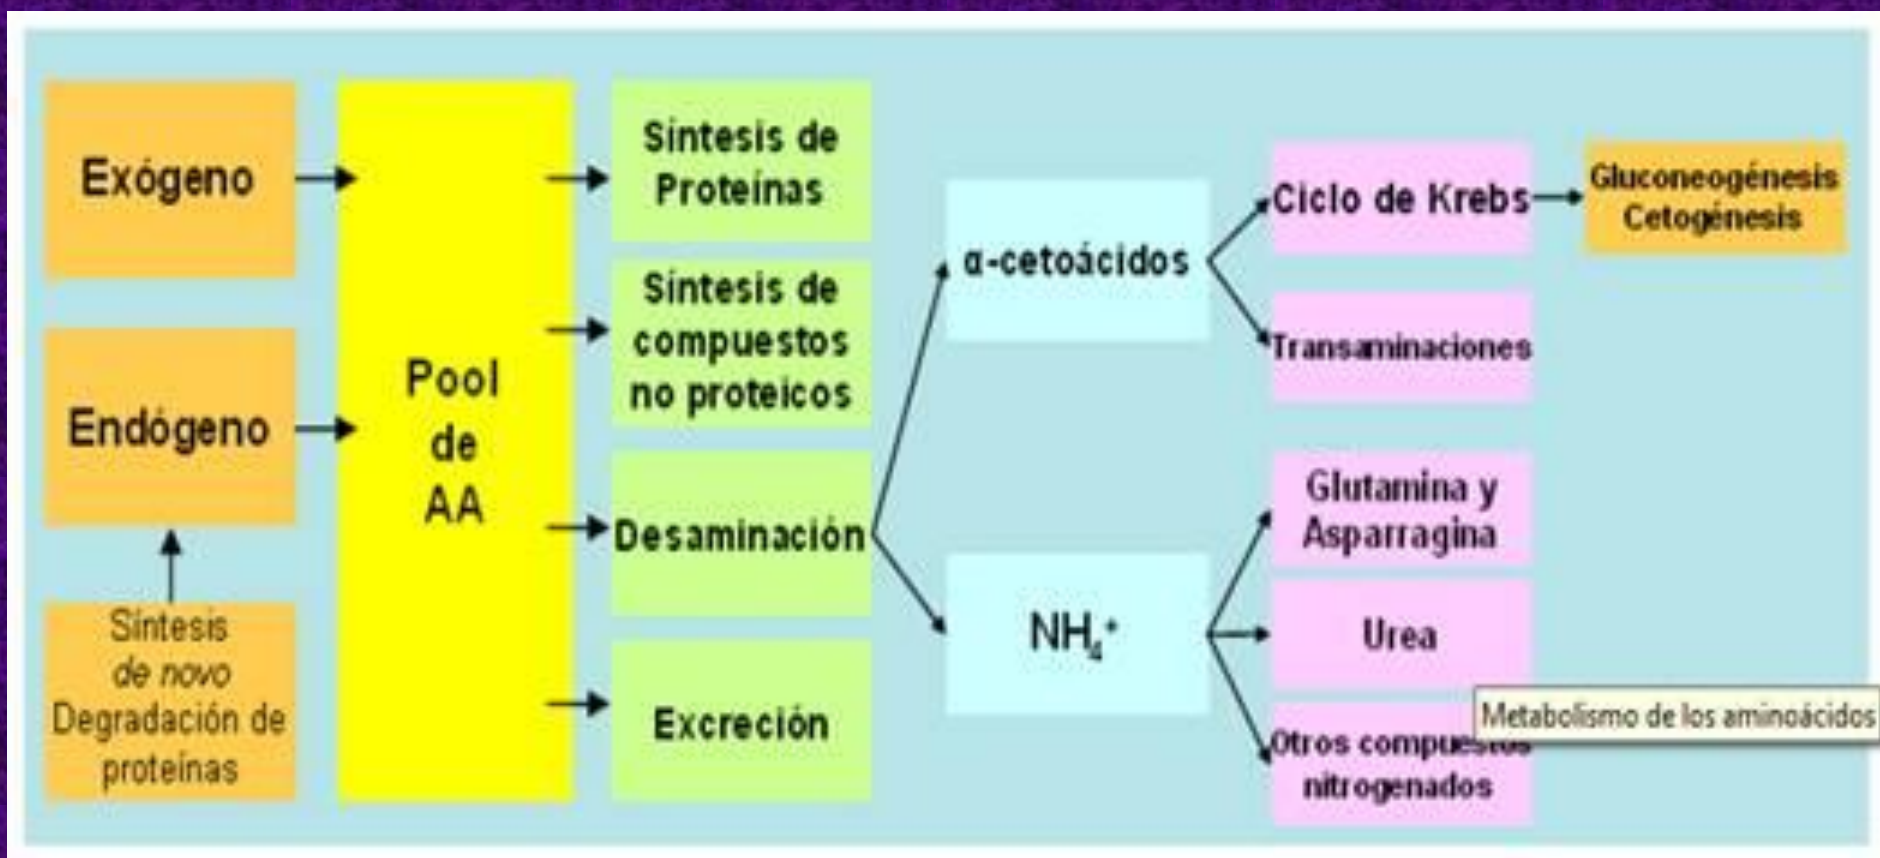 Exógeno
Endógeno
Síntesis
de novo
Degradación de
proteínas
Pool
de
AA
Síntesis de
Proteínas
Síntesis de
compuestos
no proteicos
Desaminación
Excreción
α-cetoácidos
NH₄⁺
Ciclo de Krebs
Transaminaciones
Glutamina y
Asparragina
Urea
Otros compuestos
nitrogenados
Gluconeogénesis
Cetogénesis
Metabolismo de los aminoácidos